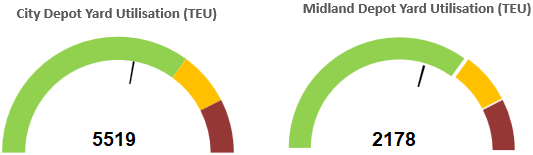 City Depot Yard Utilisation (TEU)
Midland Depot Yard Utilisation (TEU)
5519
2178